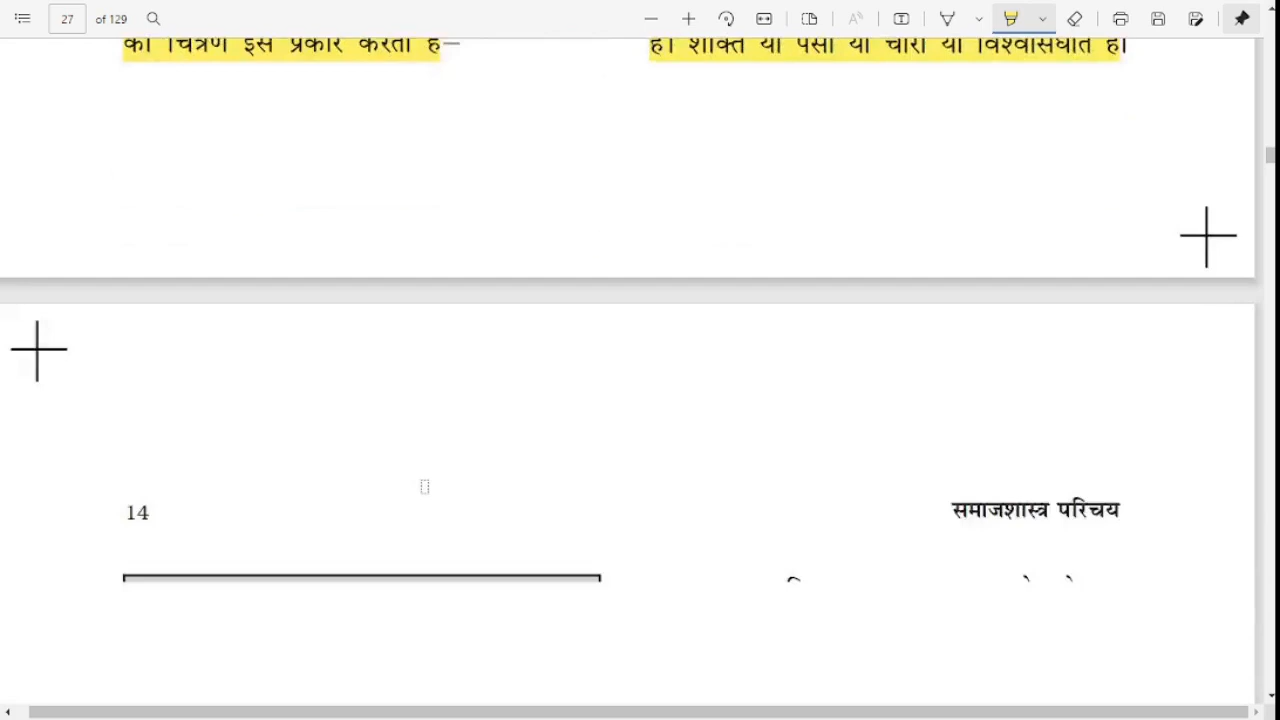 27 of 129
का चित्रण इस प्रकार करता है—
है। शक्ति या पैसा या चोरी या विश्वासघात है।
14
समाजशास्त्र परिचय